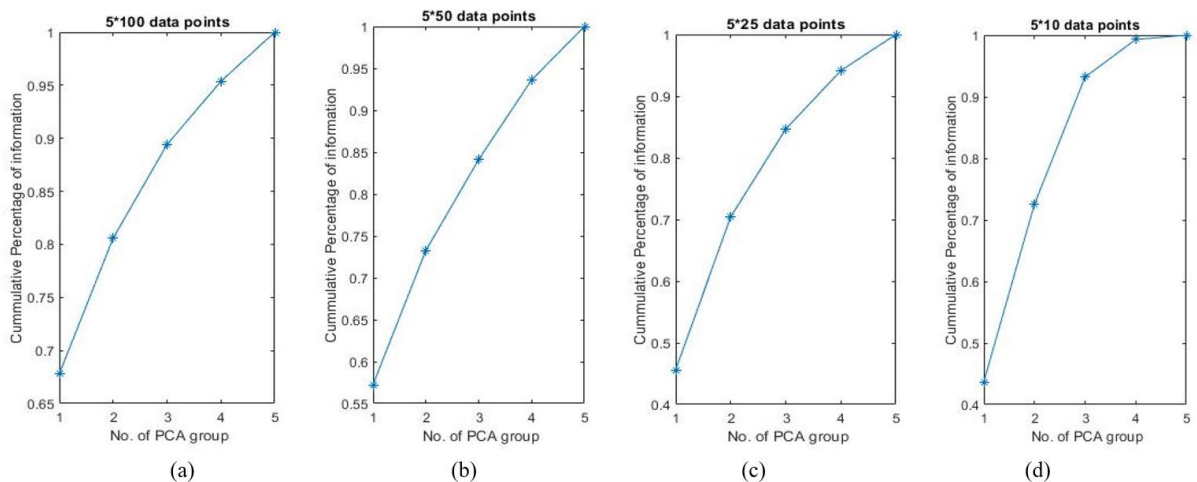 5*100 data points
Cummulative Percentage of information
1
0.95
0.9
0.85
0.8
0.75
0.7
0.65
1 2 3 4 5
No. of PCA group
(a)
5*50 data points
Cummulative Percentage of information
1
0.95
0.9
0.85
0.8
0.75
0.7
0.65
0.6
0.55
1 2 3 4 5
No. of PCA group
(b)
5*25 data points
Cummulative Percentage of information
1
0.9
0.8
0.7
0.6
0.5
0.4
1 2 3 4 5
No. of PCA group
(c)
5*10 data points
Cummulative Percentage of information
1
0.9
0.8
0.7
0.6
0.5
0.4
1 2 3 4 5
No. of PCA group
(d)